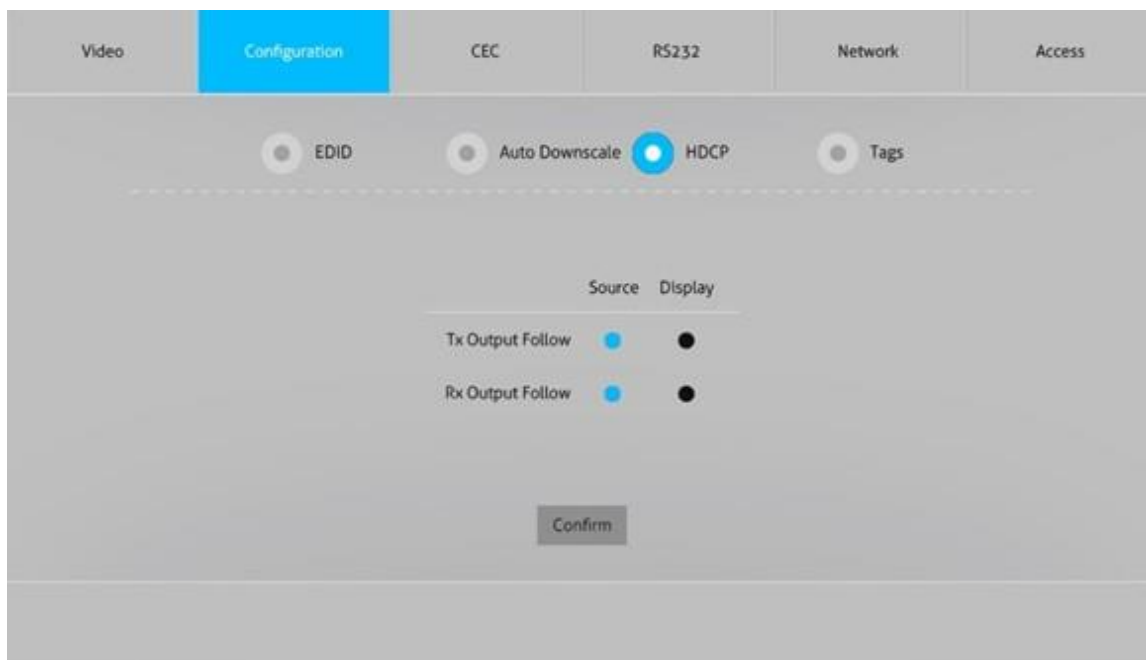 Video Configuration CEC RS232 Network Access
EDID Auto Downscale HDCP Tags
Source Display
Tx Output Follow
Rx Output Follow
Confirm